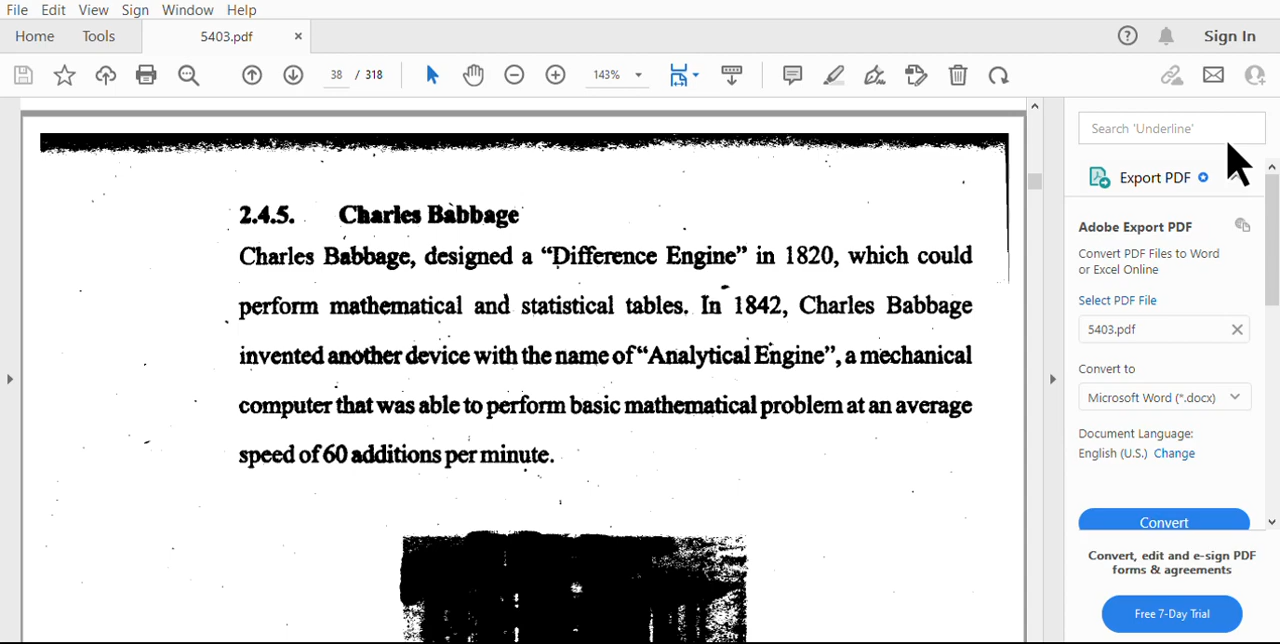 File Edit View Sign Window Help
Home Tools 5403.pdf × Sign In
38 / 318 143%
2.4.5. Charles Babbage
Charles Babbage, designed a “Difference Engine” in 1820, which could
perform mathematical and statistical tables. In 1842, Charles Babbage
invented another device with the name of “Analytical Engine”, a mechanical
computer that was able to perform basic mathematical problem at an average
speed of 60 additions per minute.
Search 'Underline'
Export PDF
Adobe Export PDF
Convert PDF Files to Word
or Excel Online
Select PDF File
5403.pdf
Convert to
Microsoft Word (*.docx)
Document Language:
English (U.S.) Change
Convert
Convert, edit and e-sign PDF
forms & agreements
Free 7-Day Trial